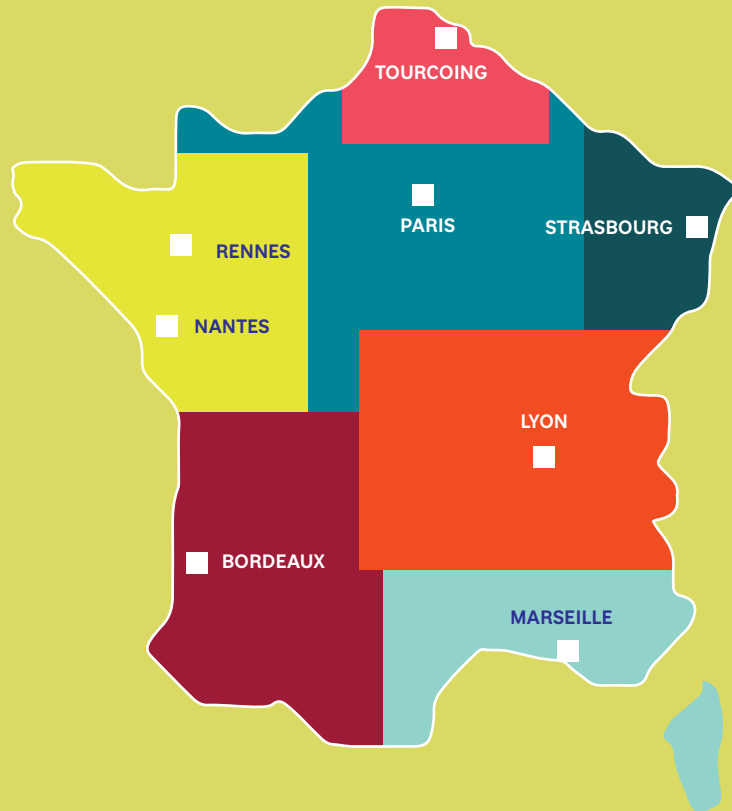 TOURCOING
PARIS
STRASBOURG
RENNES
NANTES
LYON
BORDEAUX
MARSEILLE